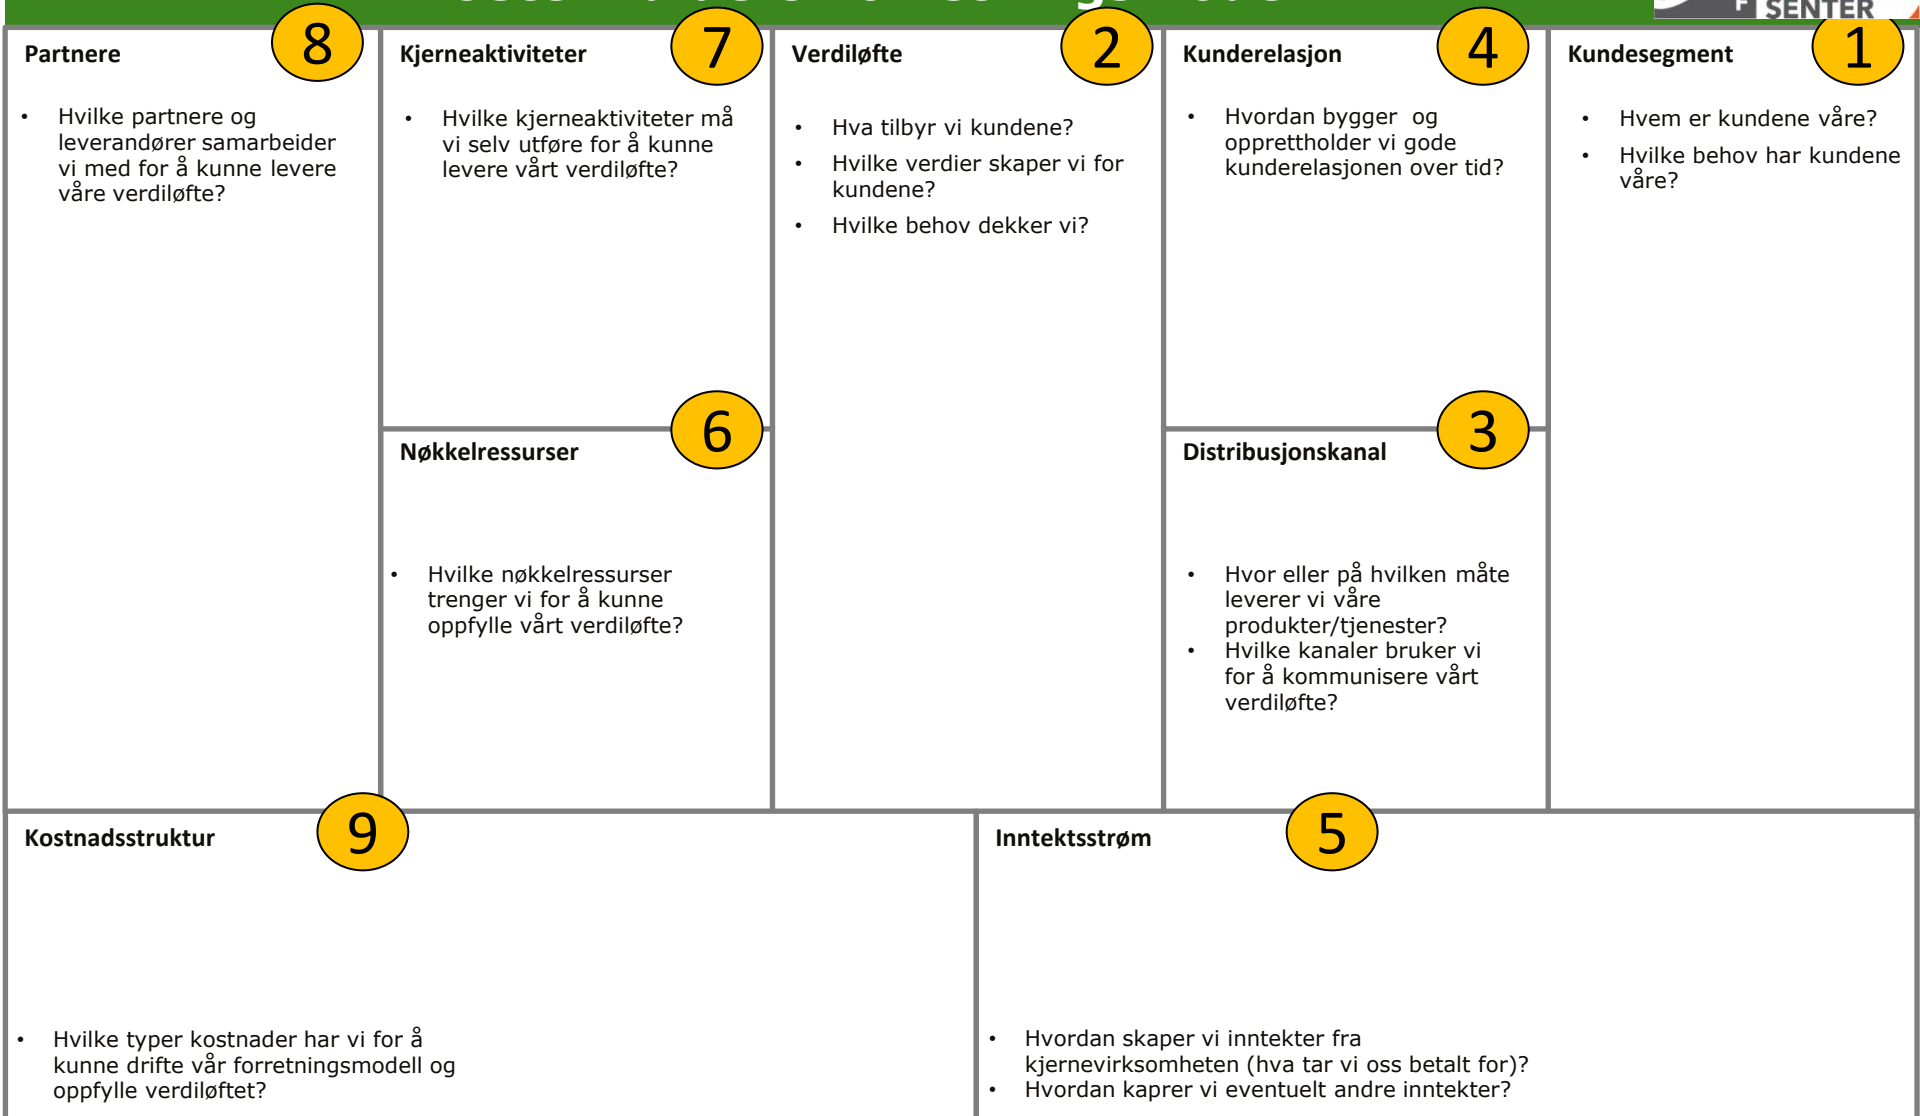 F SENTER
Partnere
8
Hvilke partnere og
leverandører samarbeider
vi med for å kunne levere
våre verdiløfte?
Kjerneaktiviteter
7
Hvilke kjerneaktiviteter må
vi selv utføre for å kunne
levere vårt verdiløfte?
Nøkkelressurser
6
Hvilke nøkkelressurser
trenger vi for å kunne
oppfylle vårt verdiløfte?
Verdiløfte
2
Hva tilbyr vi kundene?
Hvilke verdier skaper vi for
kundene?
Hvilke behov dekker vi?
Kunderelasjon
4
Hvordan bygger og
opprettholder vi gode
kunderelasjonen over tid?
Distribusjonskanal
3
Hvor eller på hvilken måte
leverer vi våre
produkter/tjenester?
Hvilke kanaler bruker vi
for å kommunisere vårt
verdiløfte?
Kundesegment
1
Hvem er kundene våre?
Hvilke behov har kundene
våre?
Kostnadsstruktur
9
Hvilke typer kostnader har vi for å
kunne drifte vår forretningsmodell og
oppfylle verdiløftet?
Inntektsstrøm
5
Hvordan skaper vi inntekter fra
kjernevirksomheten (hva tar vi oss betalt for)?
Hvordan kaprer vi eventuelt andre inntekter?